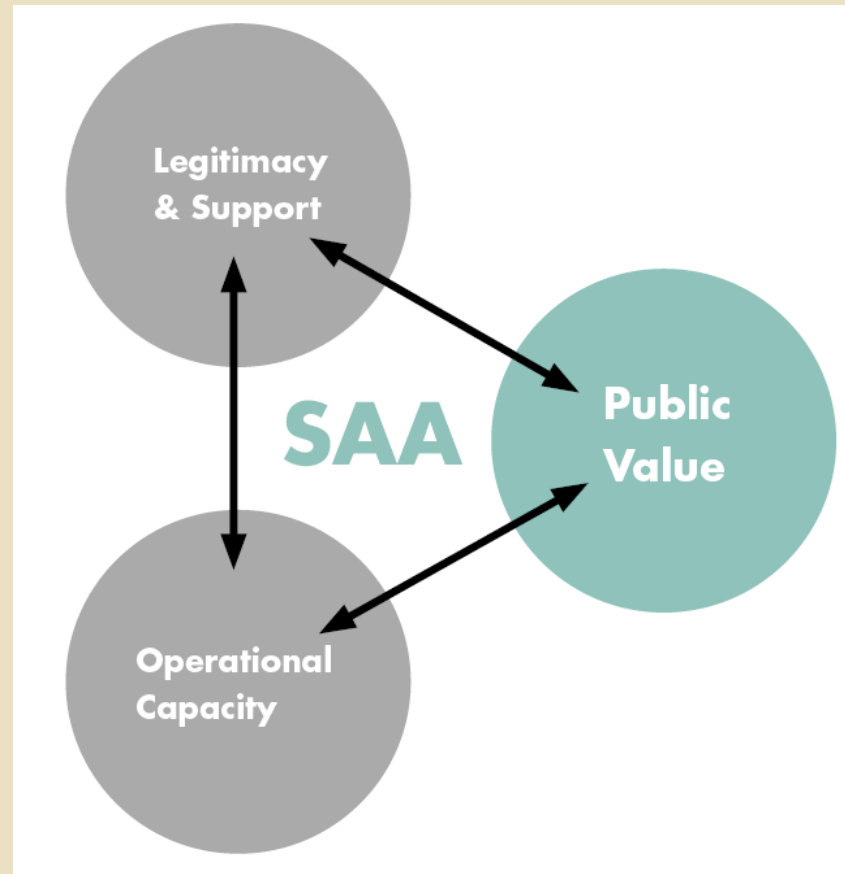 Legitimacy
& Support
SAA
Public
Value
Operational
Capacity